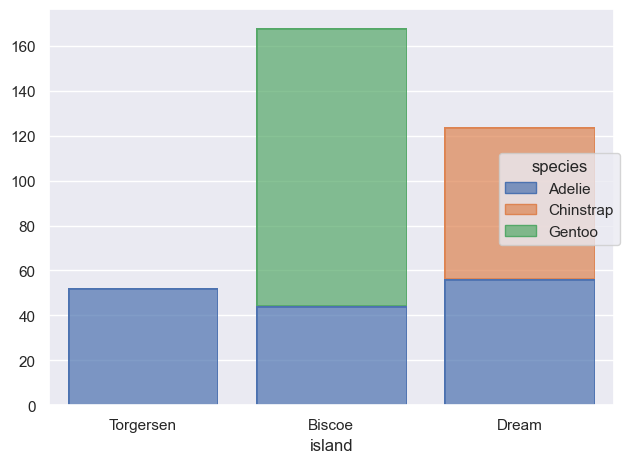 160
140
120
100
80
60
40
20
0
species
Adelie
Chinstrap
Gentoo
Torgersen Biscoe Dream
island